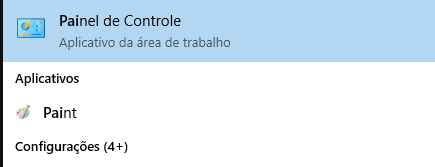 Painel de Controle
Aplicativo da área de trabalho
Aplicativos
Paint
Configurações (4+)